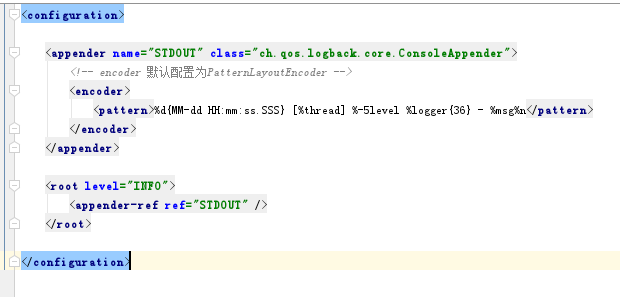 <configuration>
<appender name="STDOUT" class="ch.qos.logback.core.ConsoleAppender">
<!-- encoder 默认配置为PatternLayoutEncoder -->
<encoder>
<pattern>%d{MM-dd HH:mm:ss.SSS} [%thread] %-5level %logger{36} - %msg%n</pattern>
</encoder>
</appender>
<root level="INFO">
<appender-ref ref="STDOUT" />
</root>
</configuration>